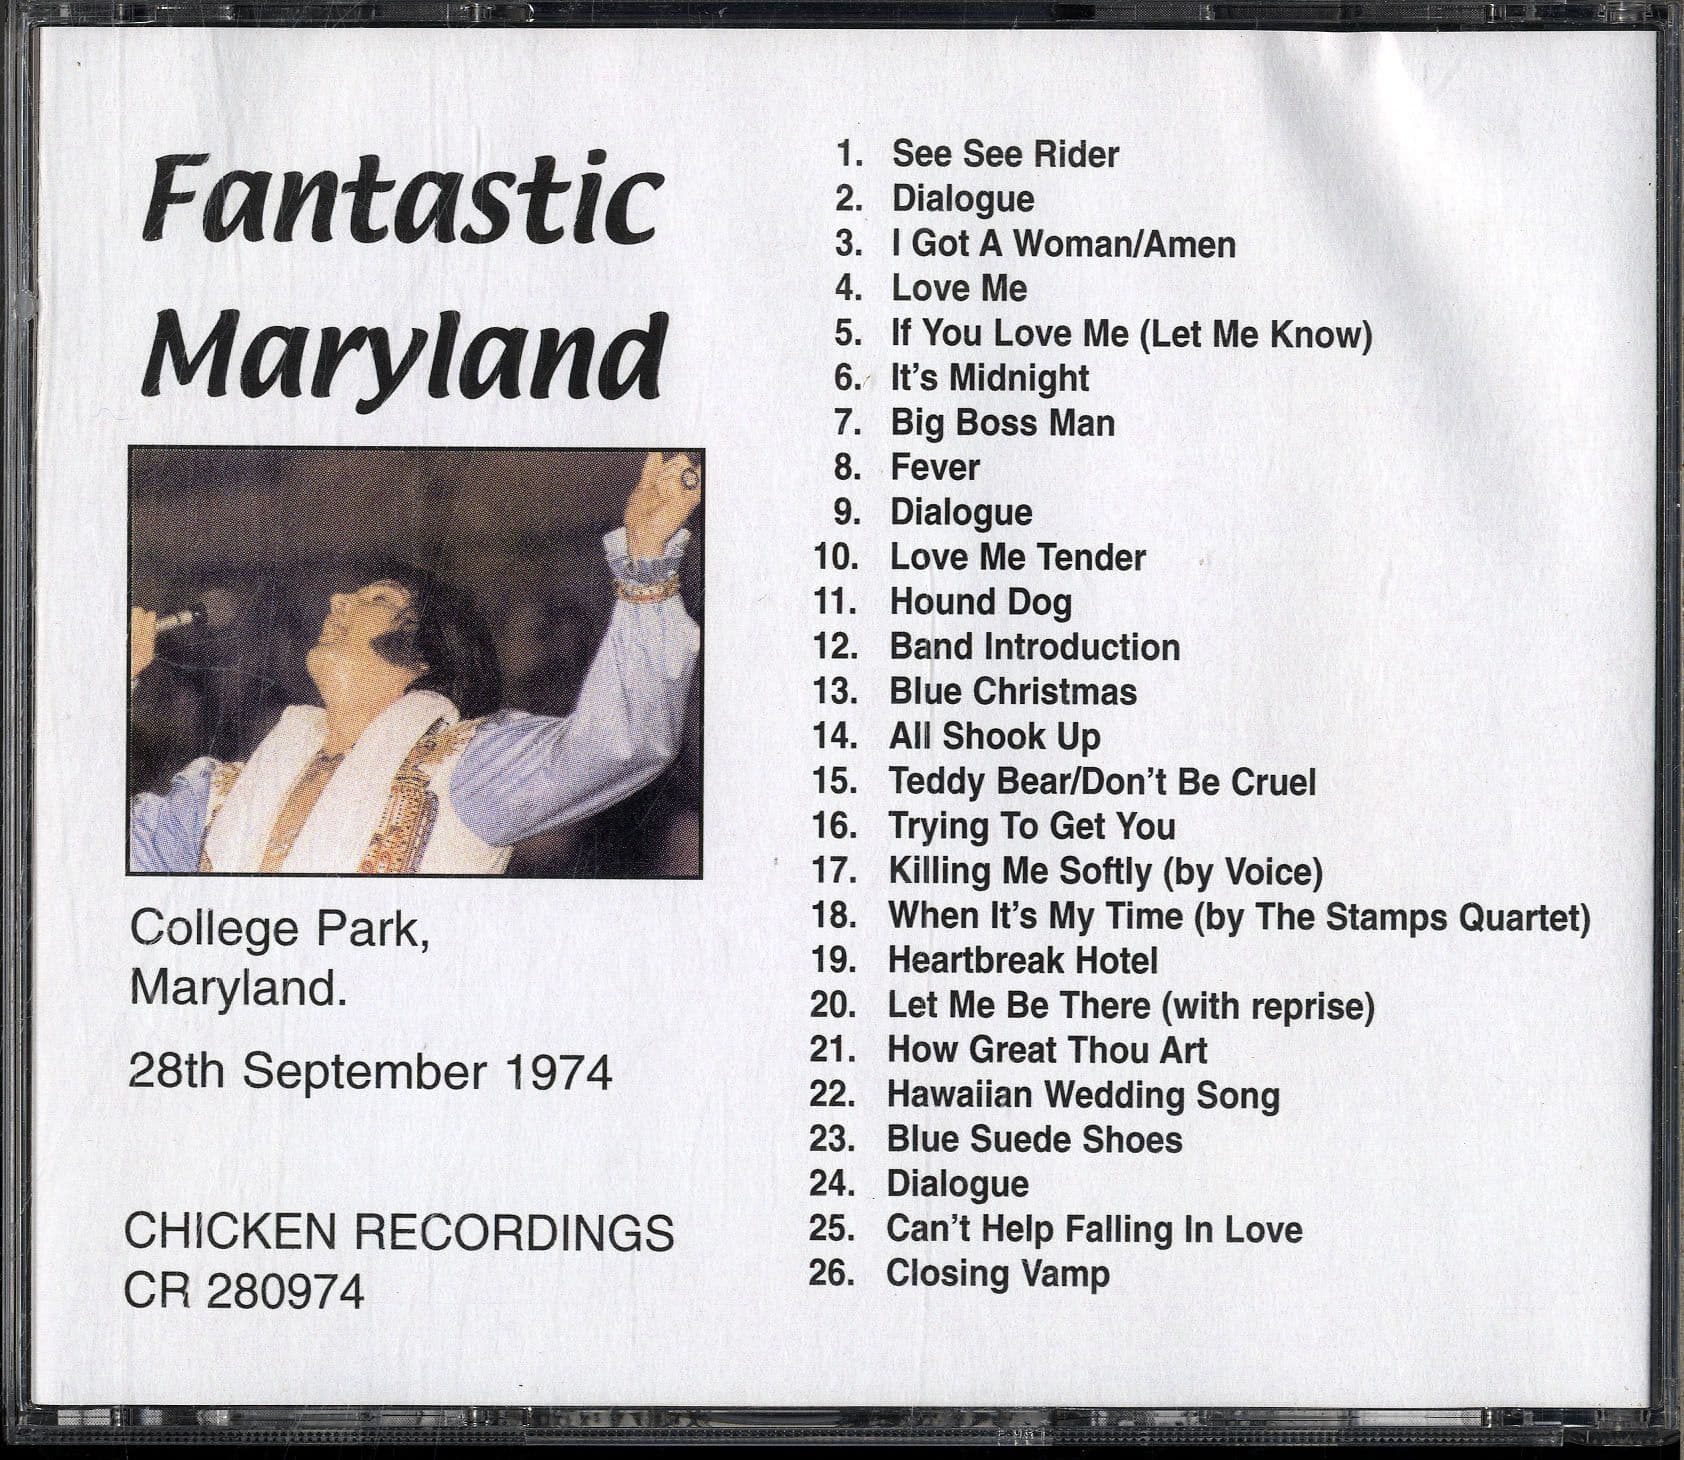 Fantastic
Maryland
College Park,
Maryland.
28th September 1974
CHICKEN RECORDINGS
CR 280974
1. See See Rider
2. Dialogue
3. I Got A Woman/Amen
4. Love Me
5. If You Love Me (Let Me Know)
6. It's Midnight
7. Big Boss Man
8. Fever
9. Dialogue
10. Love Me Tender
11. Hound Dog
12. Band Introduction
13. Blue Christmas
14. All Shook Up
15. Teddy Bear/Don't Be Cruel
16. Trying To Get You
17. Killing Me Softly (by Voice)
18. When It's My Time (by The Stamps Quartet)
19. Heartbreak Hotel
20. Let Me Be There (with reprise)
21. How Great Thou Art
22. Hawaiian Wedding Song
23. Blue Suede Shoes
24. Dialogue
25. Can't Help Falling In Love
26. Closing Vamp